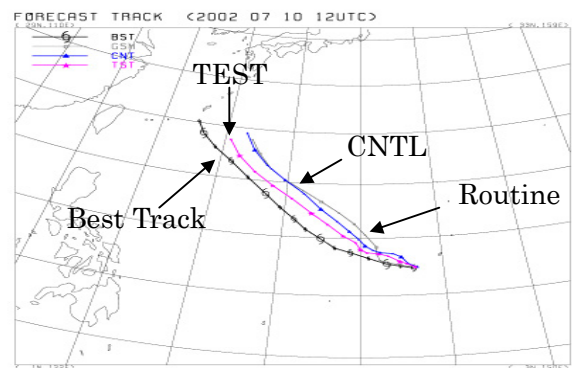 FORECAST TRACK (2002 07 10 12UTC)
BST
GSM
CNT
TST
TEST
CNTL
Routine
Best Track